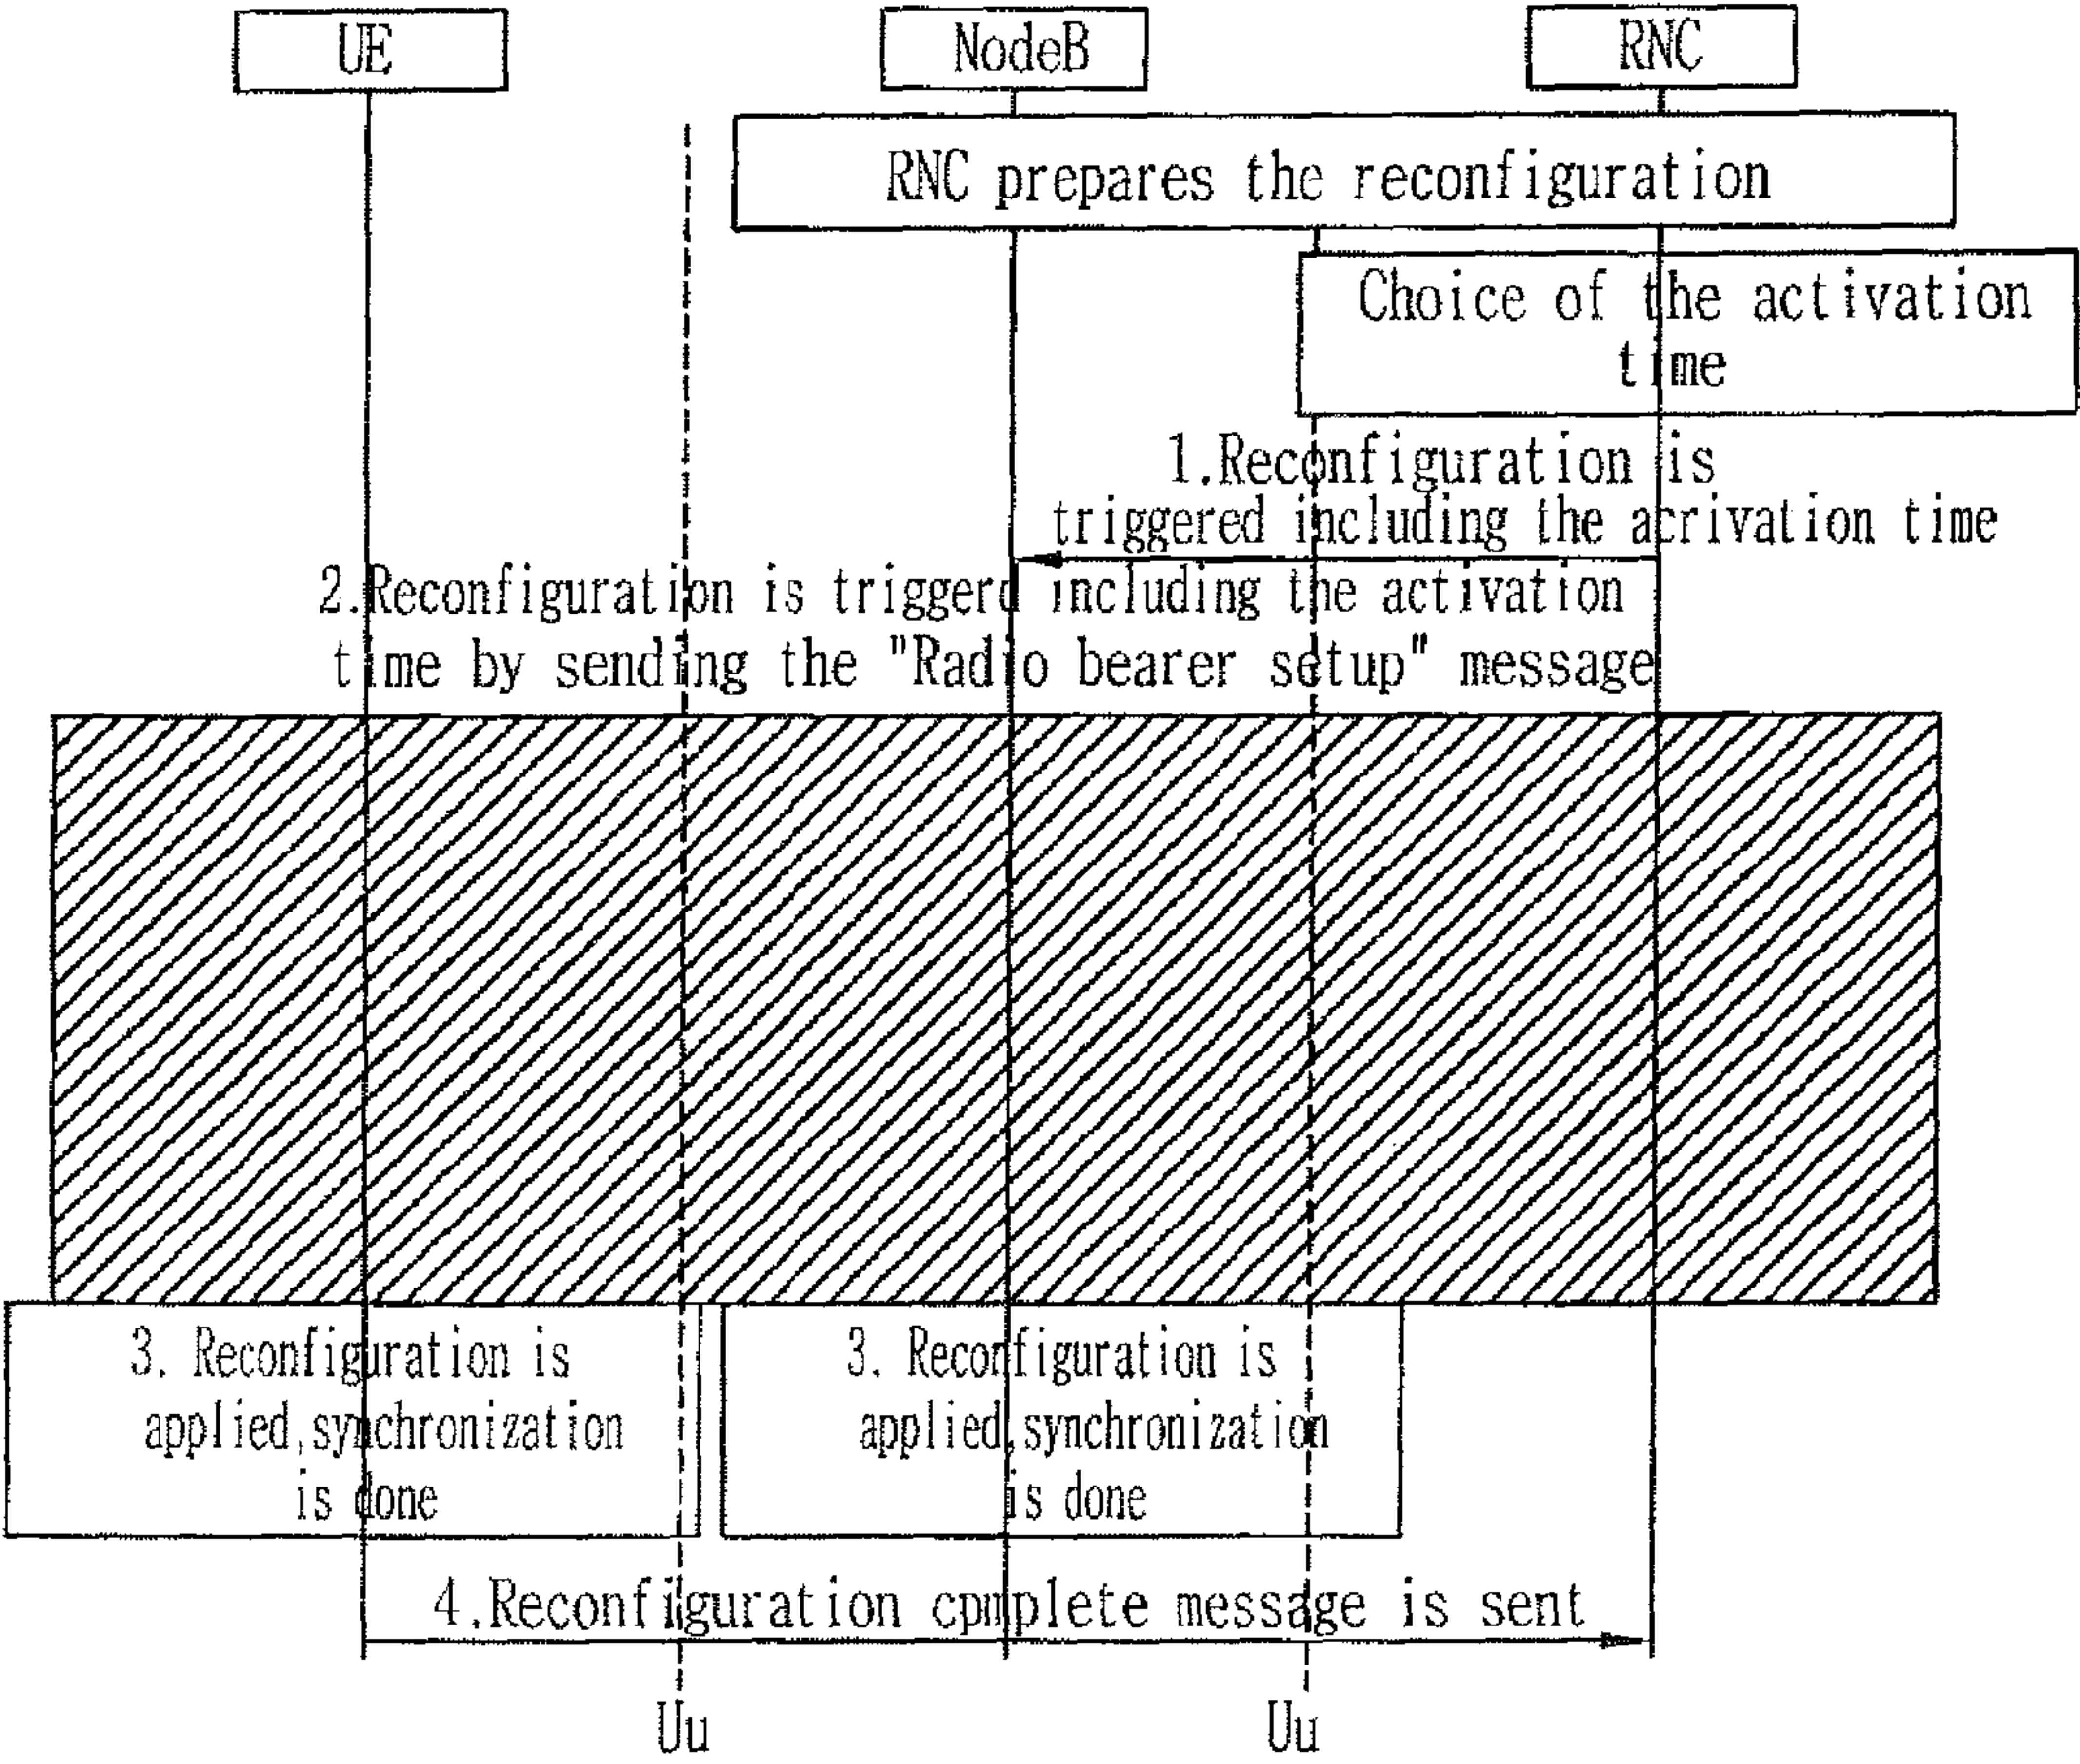 UE
NodeB
RNC
RNC prepares the reconfiguration
Choice of the activation
time
1.Reconfiguration is
triggered including the acrivation time
2.Reconfiguration is triggerd including the activation
time by sending the "Radio bearer setup" message
3. Reconfiguration is
applied,synchronization
is done
3. Reconfiguration is
applied,synchronization
is done
4.Reconfiguration cpmplete message is sent
Uu
Uu